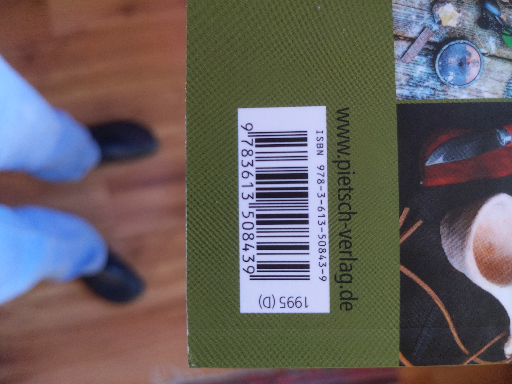 www.pietsch-verlag.de
ISBN 978-3-613-50843-9
9 783613 508439
1995 (D)